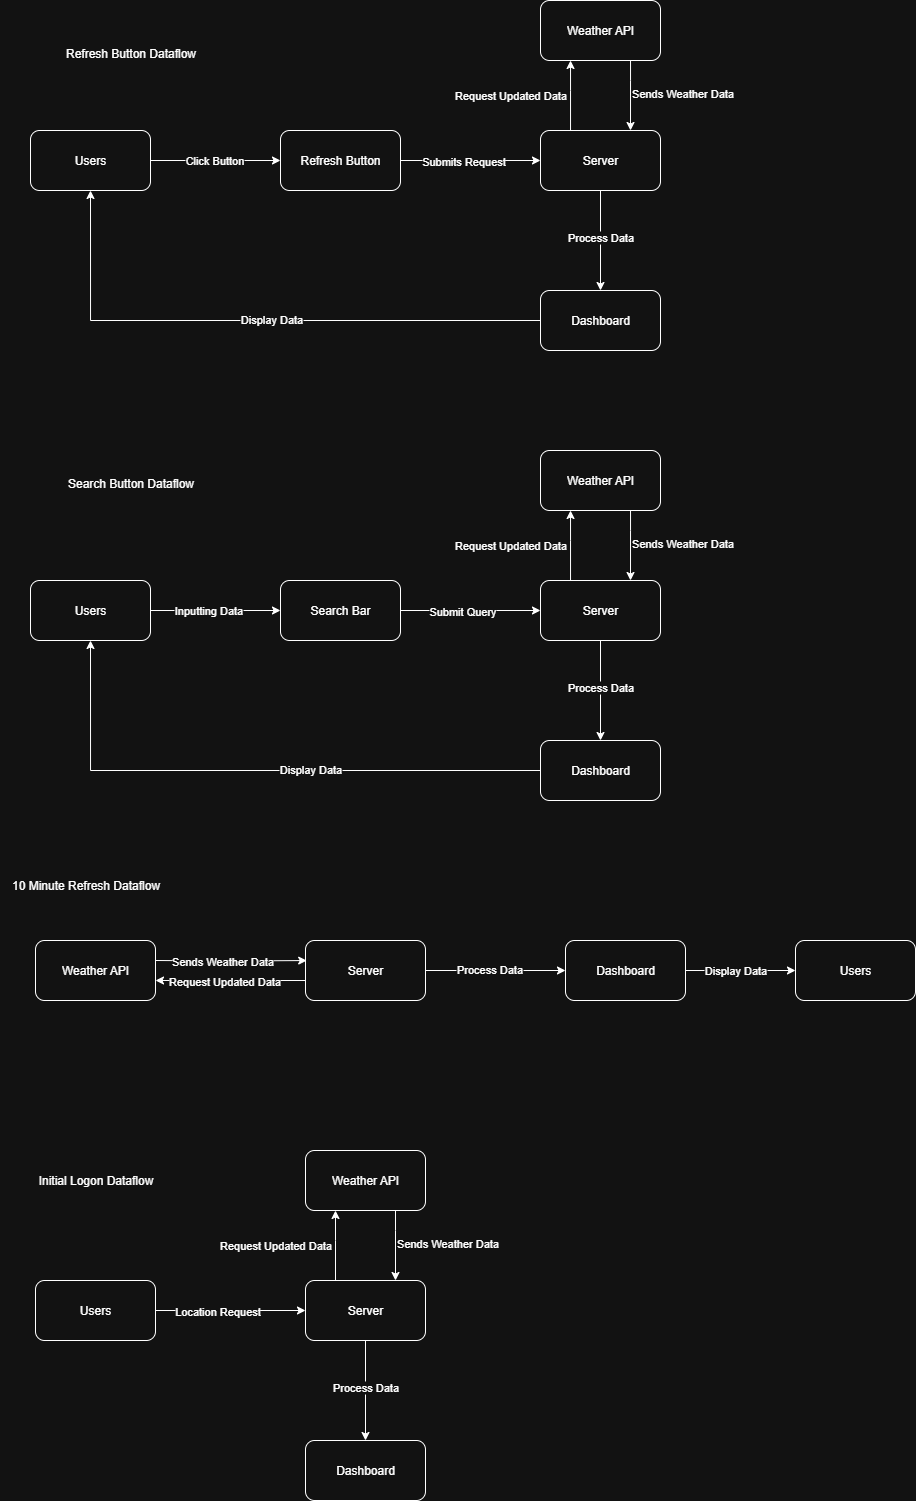 Refresh Button Dataflow
Weather API
Request Updated Data
Sends Weather Data
Users
Click Button
Refresh Button
Submits Request
Server
Process Data
Display Data
Dashboard
Search Button Dataflow
Weather API
Request Updated Data
Sends Weather Data
Users
Inputting Data
Search Bar
Submit Query
Server
Process Data
Display Data
Dashboard
10 Minute Refresh Dataflow
Weather API
Sends Weather Data
Request Updated Data
Server
Process Data
Dashboard
Display Data
Users
Initial Logon Dataflow
Weather API
Request Updated Data
Sends Weather Data
Users
Location Request
Server
Process Data
Dashboard